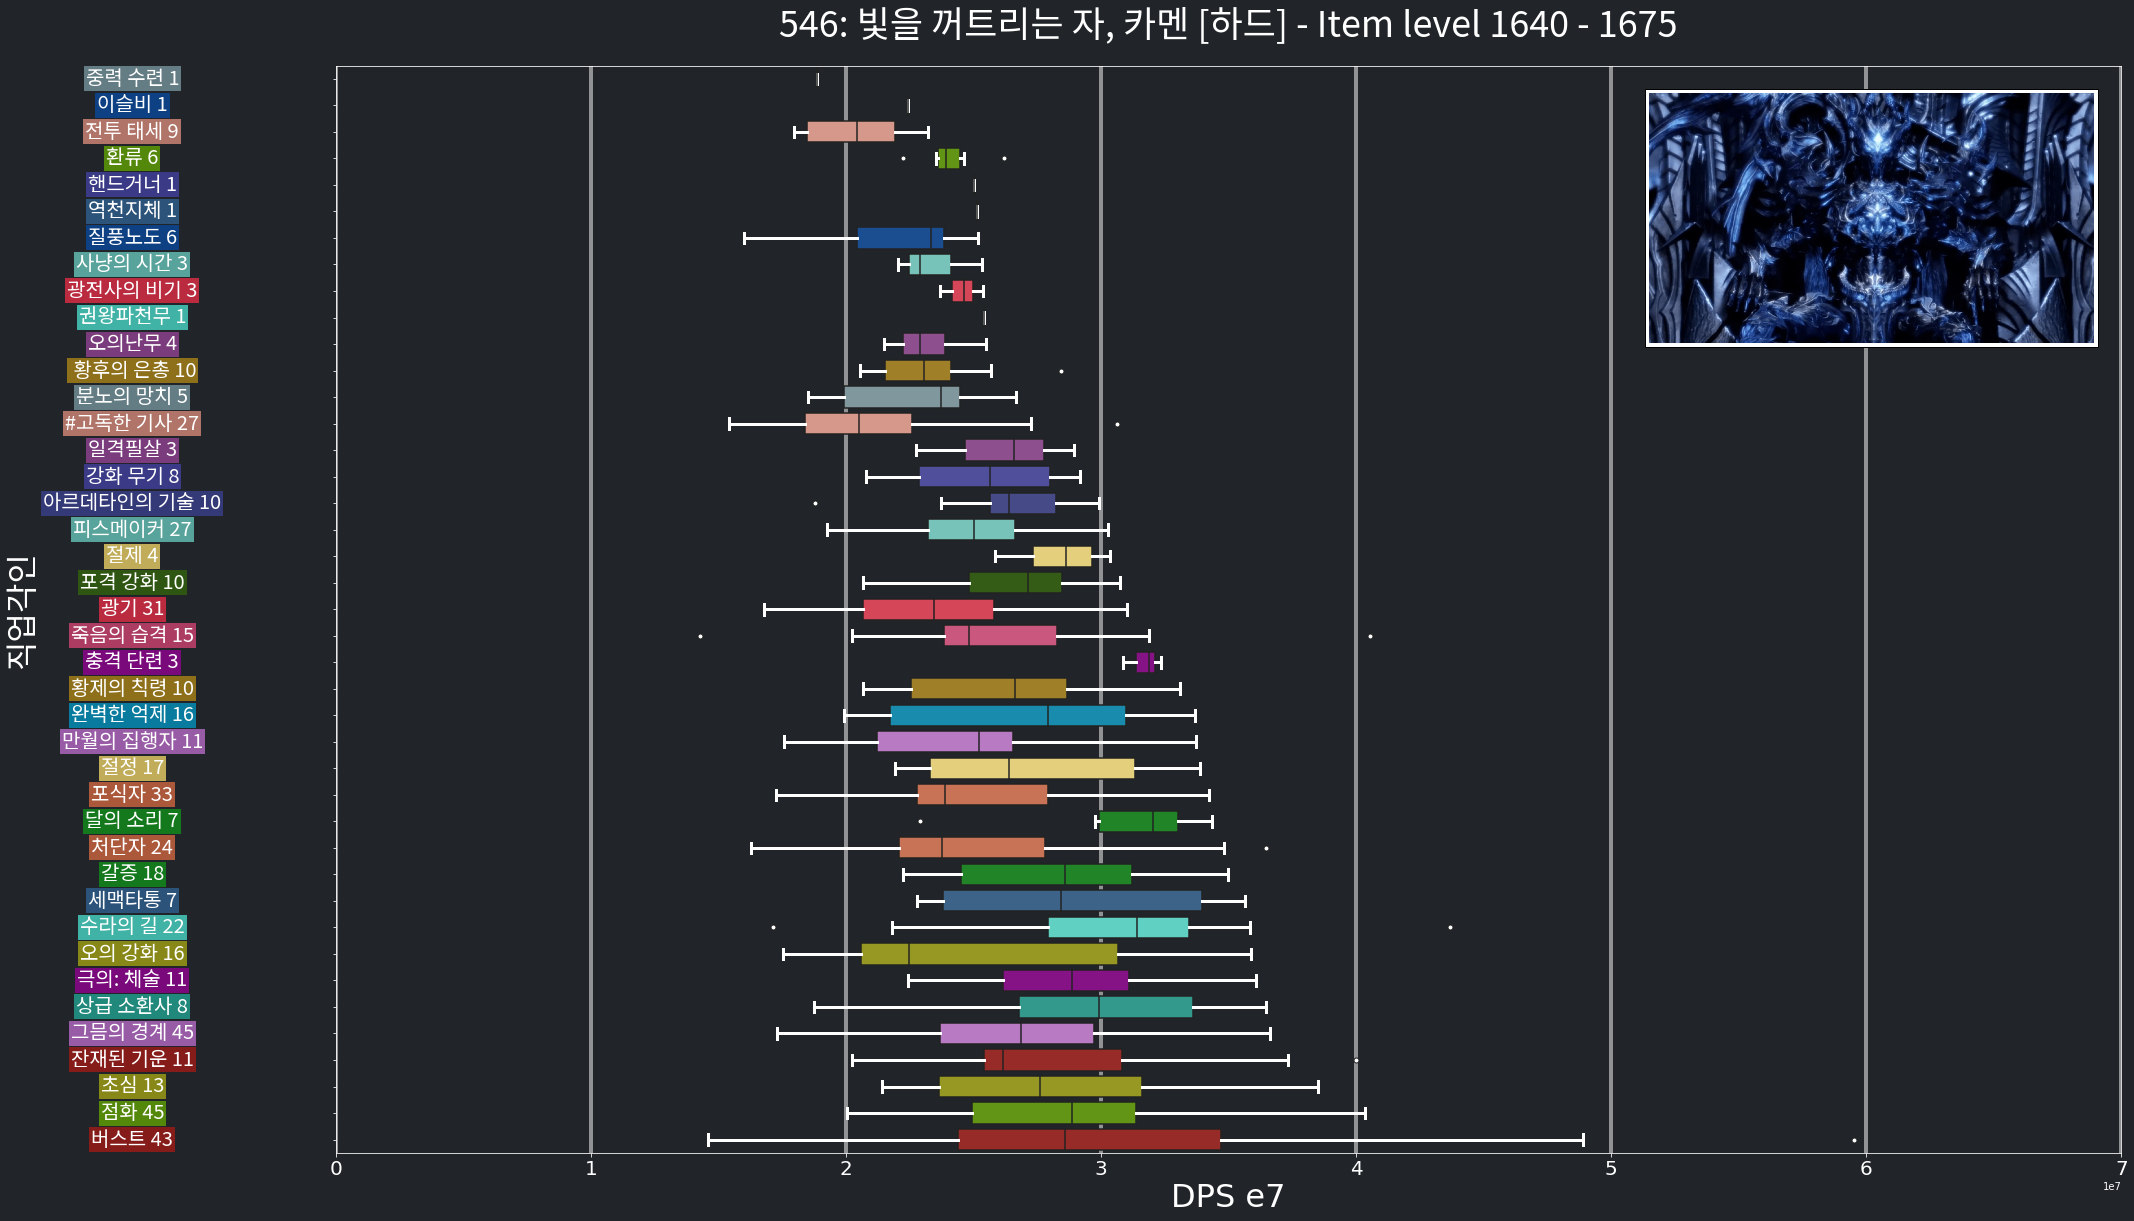 546: 빛을 꺼트리는 자, 카멘 [하드] - Item level 1640 - 1675
중력 수련 1
이슬비 1
전투 태세 9
환류 6
핸드거너 1
역천지체 1
질풍노도 6
사냥의 시간 3
광전사의 비기 3
권왕파천무 1
오의난무 4
황후의 은총 10
분노의 망치 5
#고독한 기사 27
일격필살 3
강화 무기 8
아르데타인의 기술 10
피스메이커 27
절제 4
포격 강화 10
광기 31
죽음의 습격 15
충격 단련 3
황제의 칙령 10
완벽한 억제 16
만월의 집행자 11
절정 17
포식자 33
달의 소리 7
처단자 24
갈증 18
세맥타통 7
수라의 길 22
오의 강화 16
극의: 체술 11
상급 소환사 8
그믐의 경계 45
잔재된 기운 11
초심 13
점화 45
버스트 43
직업각인
0 1 2 3 4 5 6 7
DPS e7
1e7